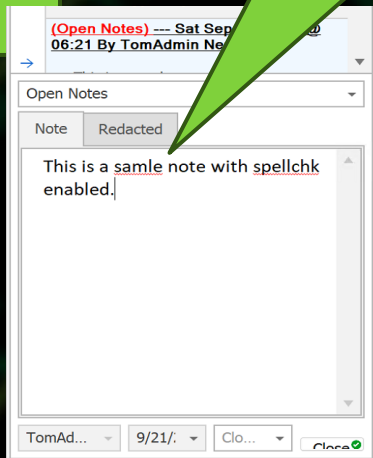 (Open Notes) --- Sat Sep @
06:21 By TomAdmin
Open Notes
Note Redacted
This is a samle note with spellchk
enabled.
TomAd... 9/21/ Clo... Close